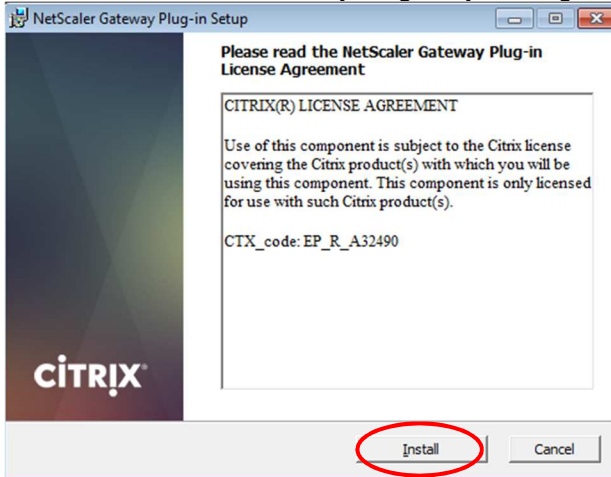 NetScaler Gateway Plug-in Setup
Please read the NetScaler Gateway Plug-in
License Agreement
CITRIX(R) LICENSE AGREEMENT
Use of this component is subject to the Citrix license
covering the Citrix product(s) with which you will be
using this component. This component is only licensed
for use with such Citrix product(s).
CTX_code: EP_R_A32490
CİTRỊX®
Install
Cancel